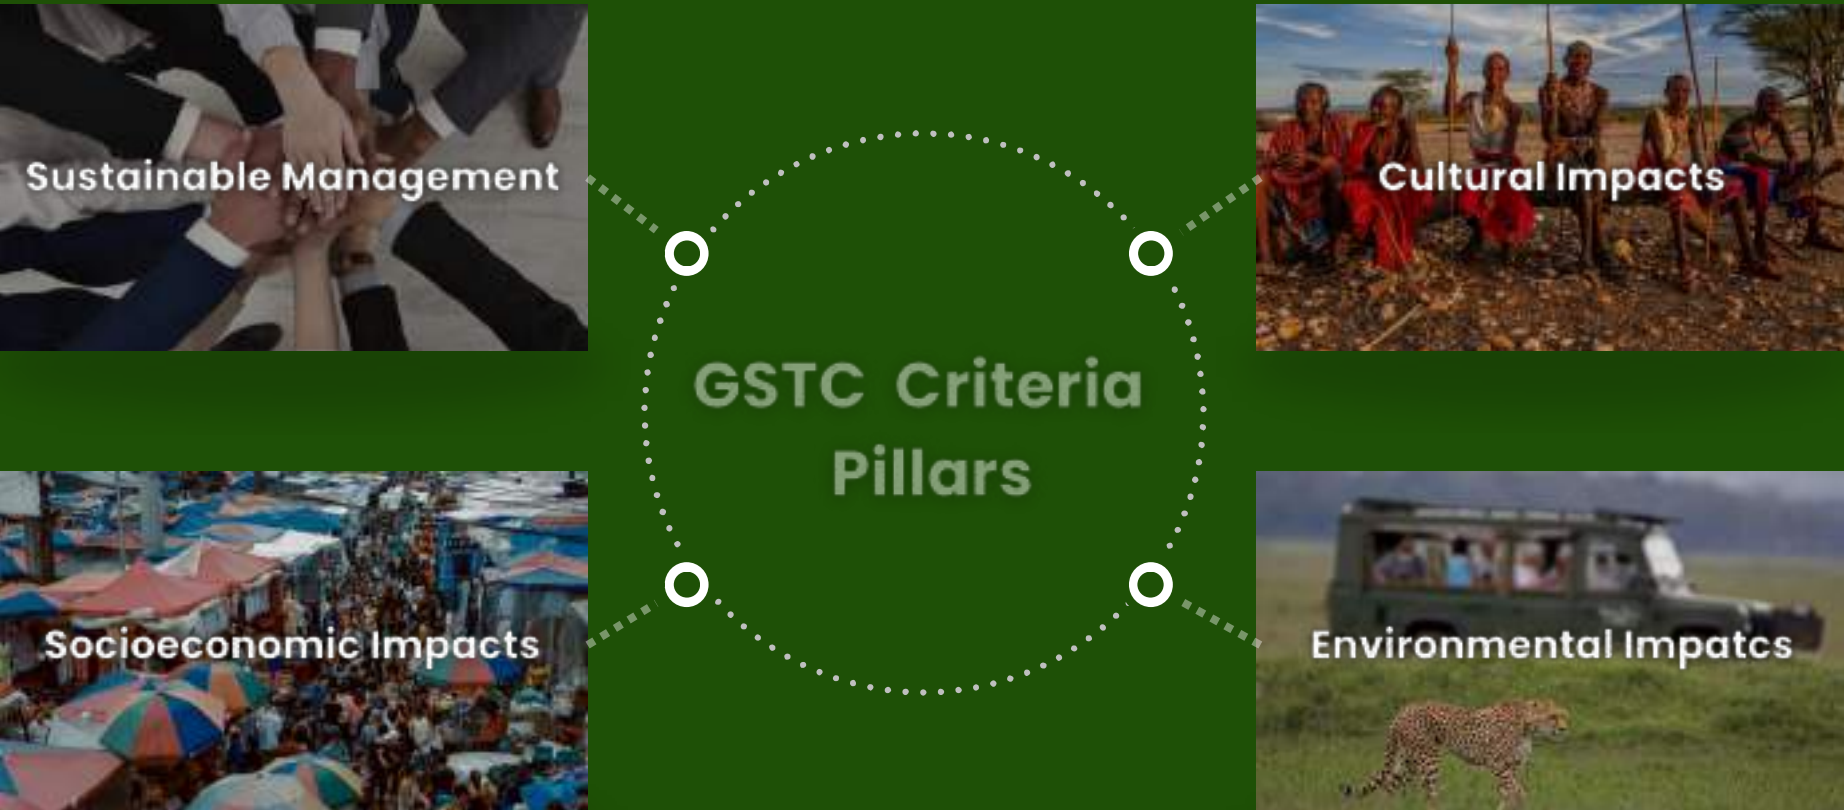 Sustainable Management
Cultural Impacts
GSTC Criteria
Pillars
Socioeconomic Impacts
Environmental Impatcs